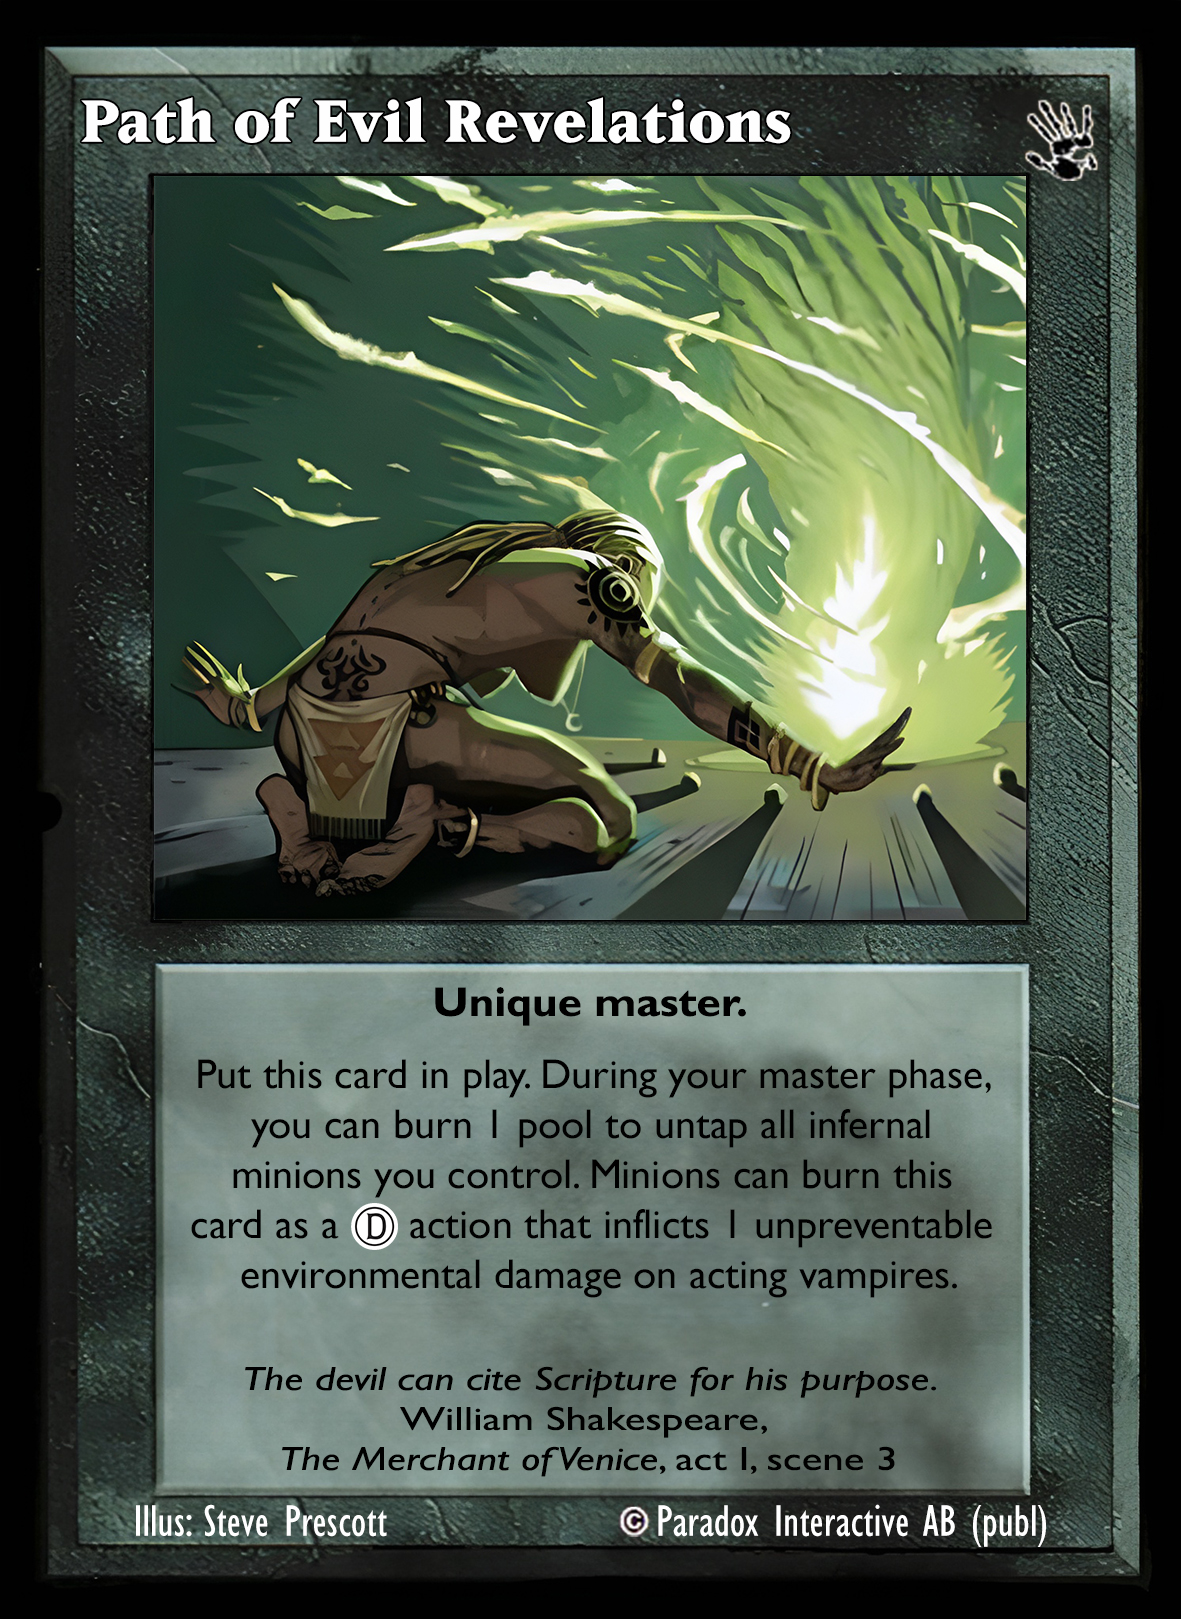 Path of Evil Revelations
Unique master.
Put this card in play. During your master phase,
you can burn 1 pool to untap all infernal
minions you control. Minions can burn this
card as a Ⓓ action that inflicts 1 unpreventable
environmental damage on acting vampires.
The devil can cite Scripture for his purpose.
William Shakespeare,
The Merchant of Venice, act I, scene 3
Illus: Steve Prescott © Paradox Interactive AB (publ)